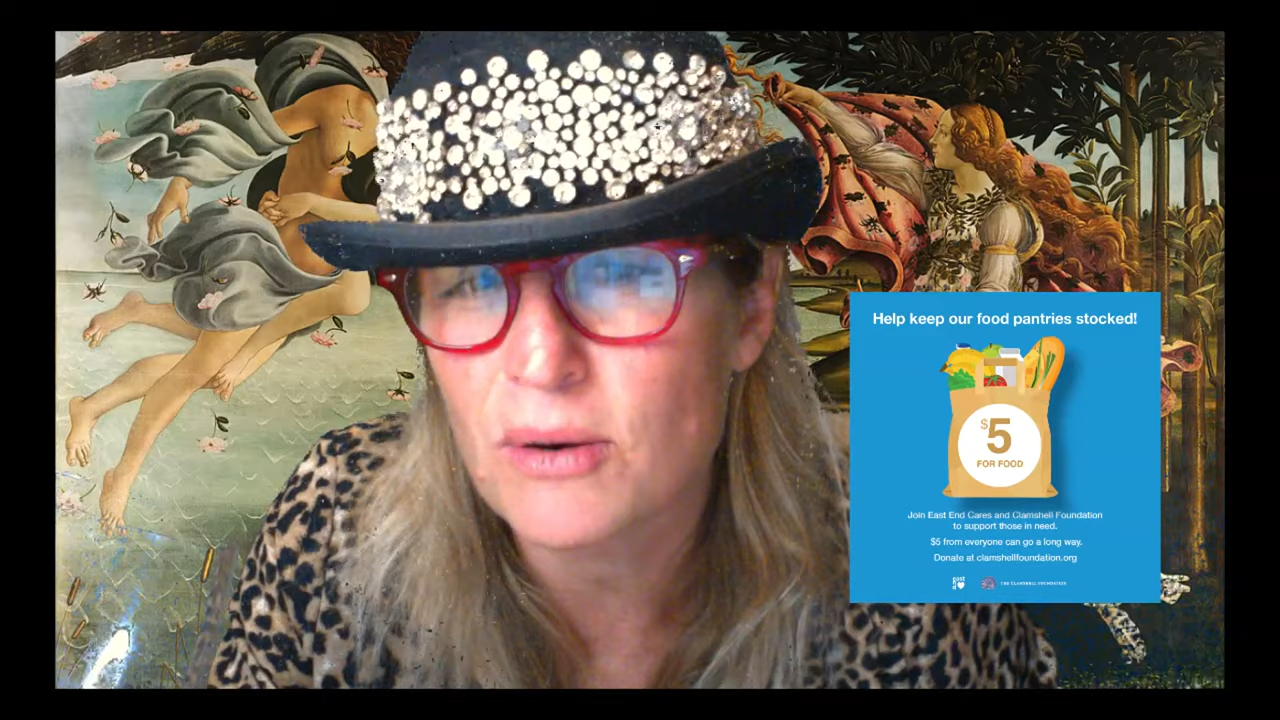 Help keep our food pantries stocked!
$5
FOR FOOD
Join East End Cares and Clamshell Foundation
to support those in need.
$5 from everyone can go a long way.
Donate at clamshellfoundation.org
THE CLAMSHELL FOUNDATION